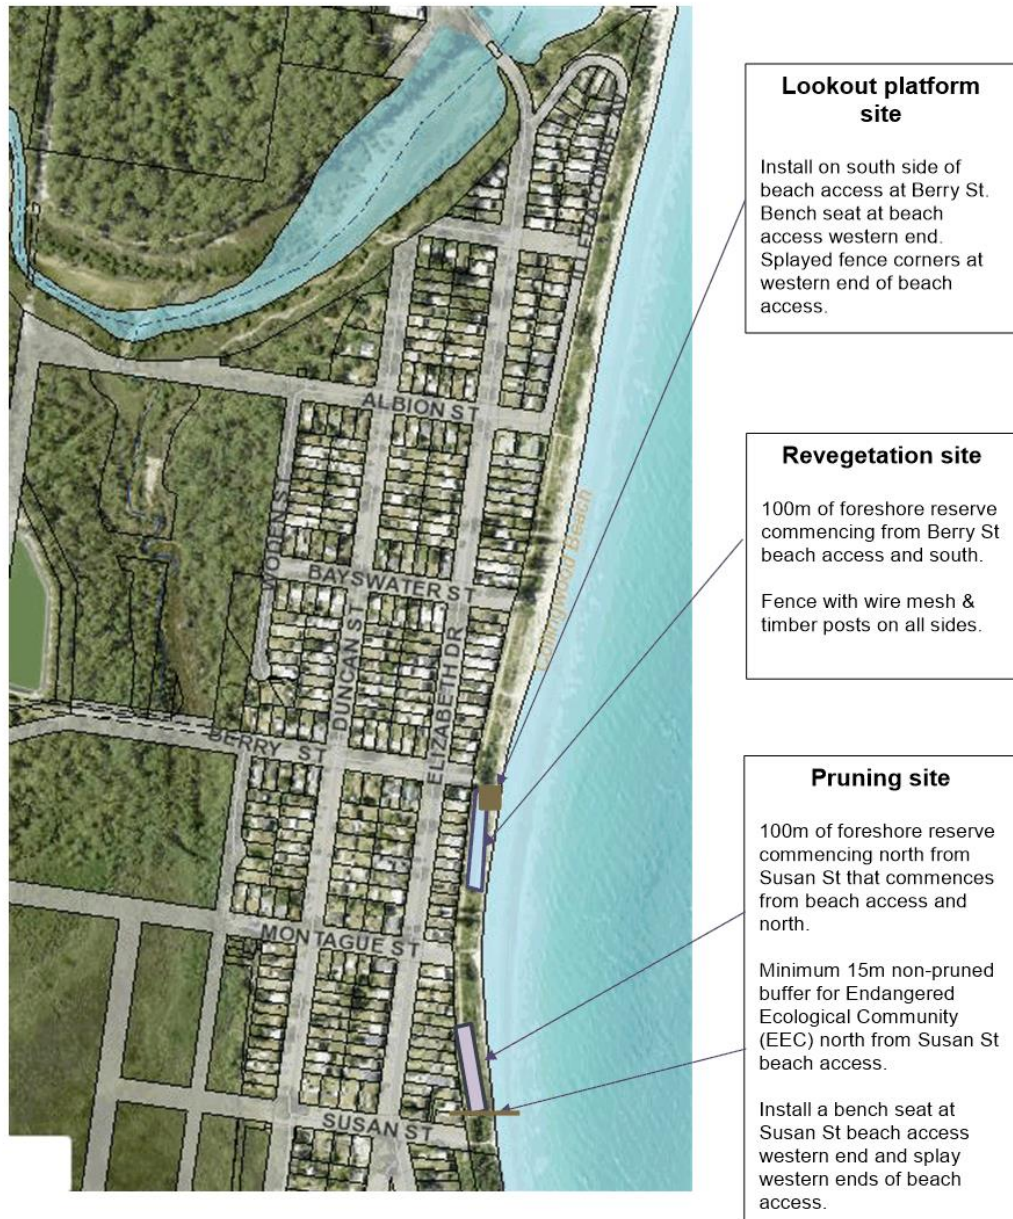 Lookout platform
site
Install on south side of
beach access at Berry St.
Bench seat at beach
access western end.
Splayed fence corners at
western end of beach
access.
Revegetation site
100m of foreshore reserve
commencing from Berry St
beach access and south.
Fence with wire mesh &
timber posts on all sides.
Pruning site
100m of foreshore reserve
commencing north from
Susan St that commences
from beach access and
north.
Minimum 15m non-pruned
buffer for Endangered
Ecological Community
(EEC) north from Susan St
beach access.
Install a bench seat at
Susan St beach access
western end and splay
western ends of beach
access.
ALBION ST
Collingwood Beach
BAYSWATER ST
DUNCAN ST
ELIZABETH DR
BERRY ST
MONTAGUE ST
SUSAN ST